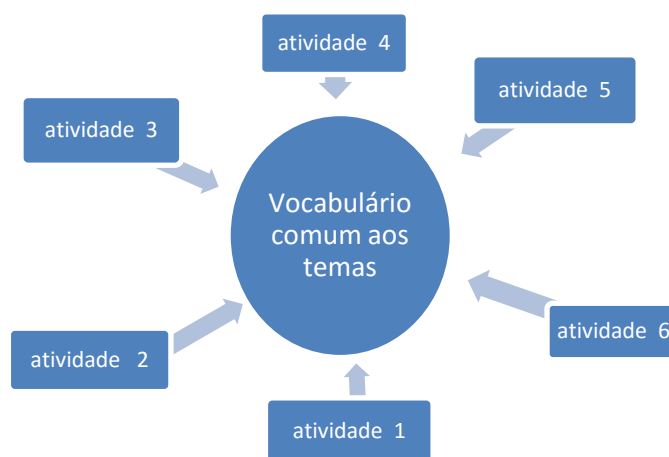 atividade 4
atividade 5
atividade 3
Vocabulário
comum aos
temas
atividade 6
atividade 2
atividade 1